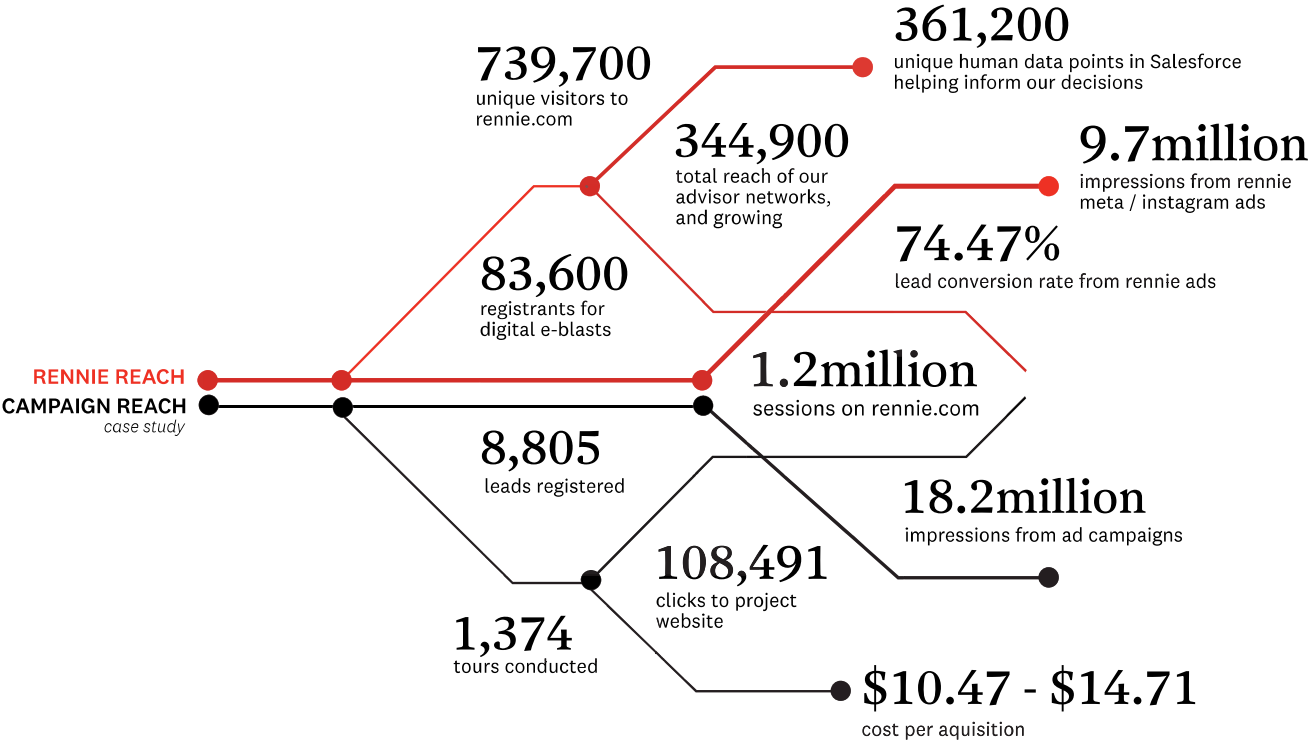 361,200
unique human data points in Salesforce
helping inform our decisions
739,700
unique visitors to
rennie.com
344,900
total reach of our
advisor networks,
and growing
9.7million
impressions from rennie
meta / instagram ads
74.47%
lead conversion rate from rennie ads
83,600
registrants for
digital e-blasts
RENNIE REACH
CAMPAIGN REACH
case study
1.2million
sessions on rennie.com
8,805
leads registered
18.2million
impressions from ad campaigns
108,491
clicks to project
website
1,374
tours conducted
$10.47 - $14.71
cost per aquisition